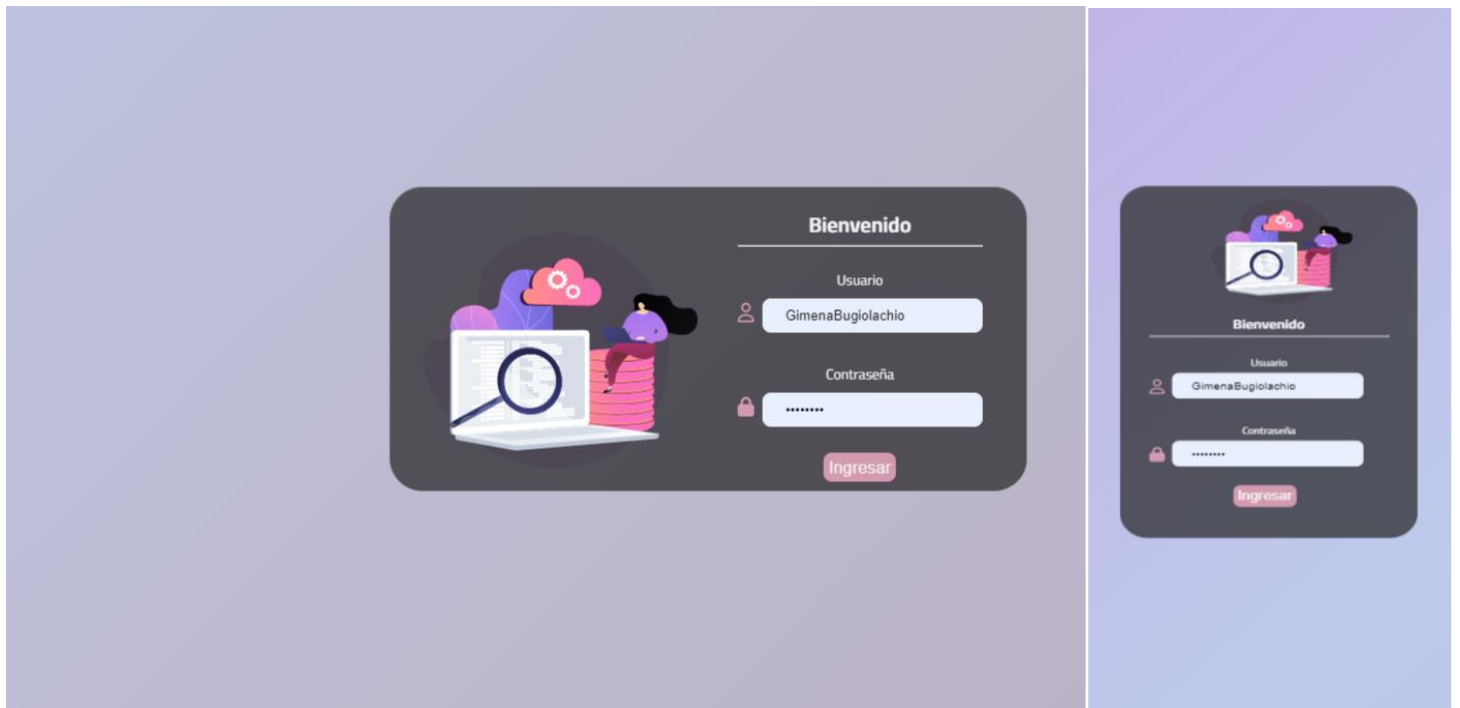 Bienvenido
Usuario
GimenaBugiolachio
Contraseña
••••••••
Ingresar
Bienvenido
Usuario
GimenaBugiolachio
Contraseña
••••••••
Ingresar